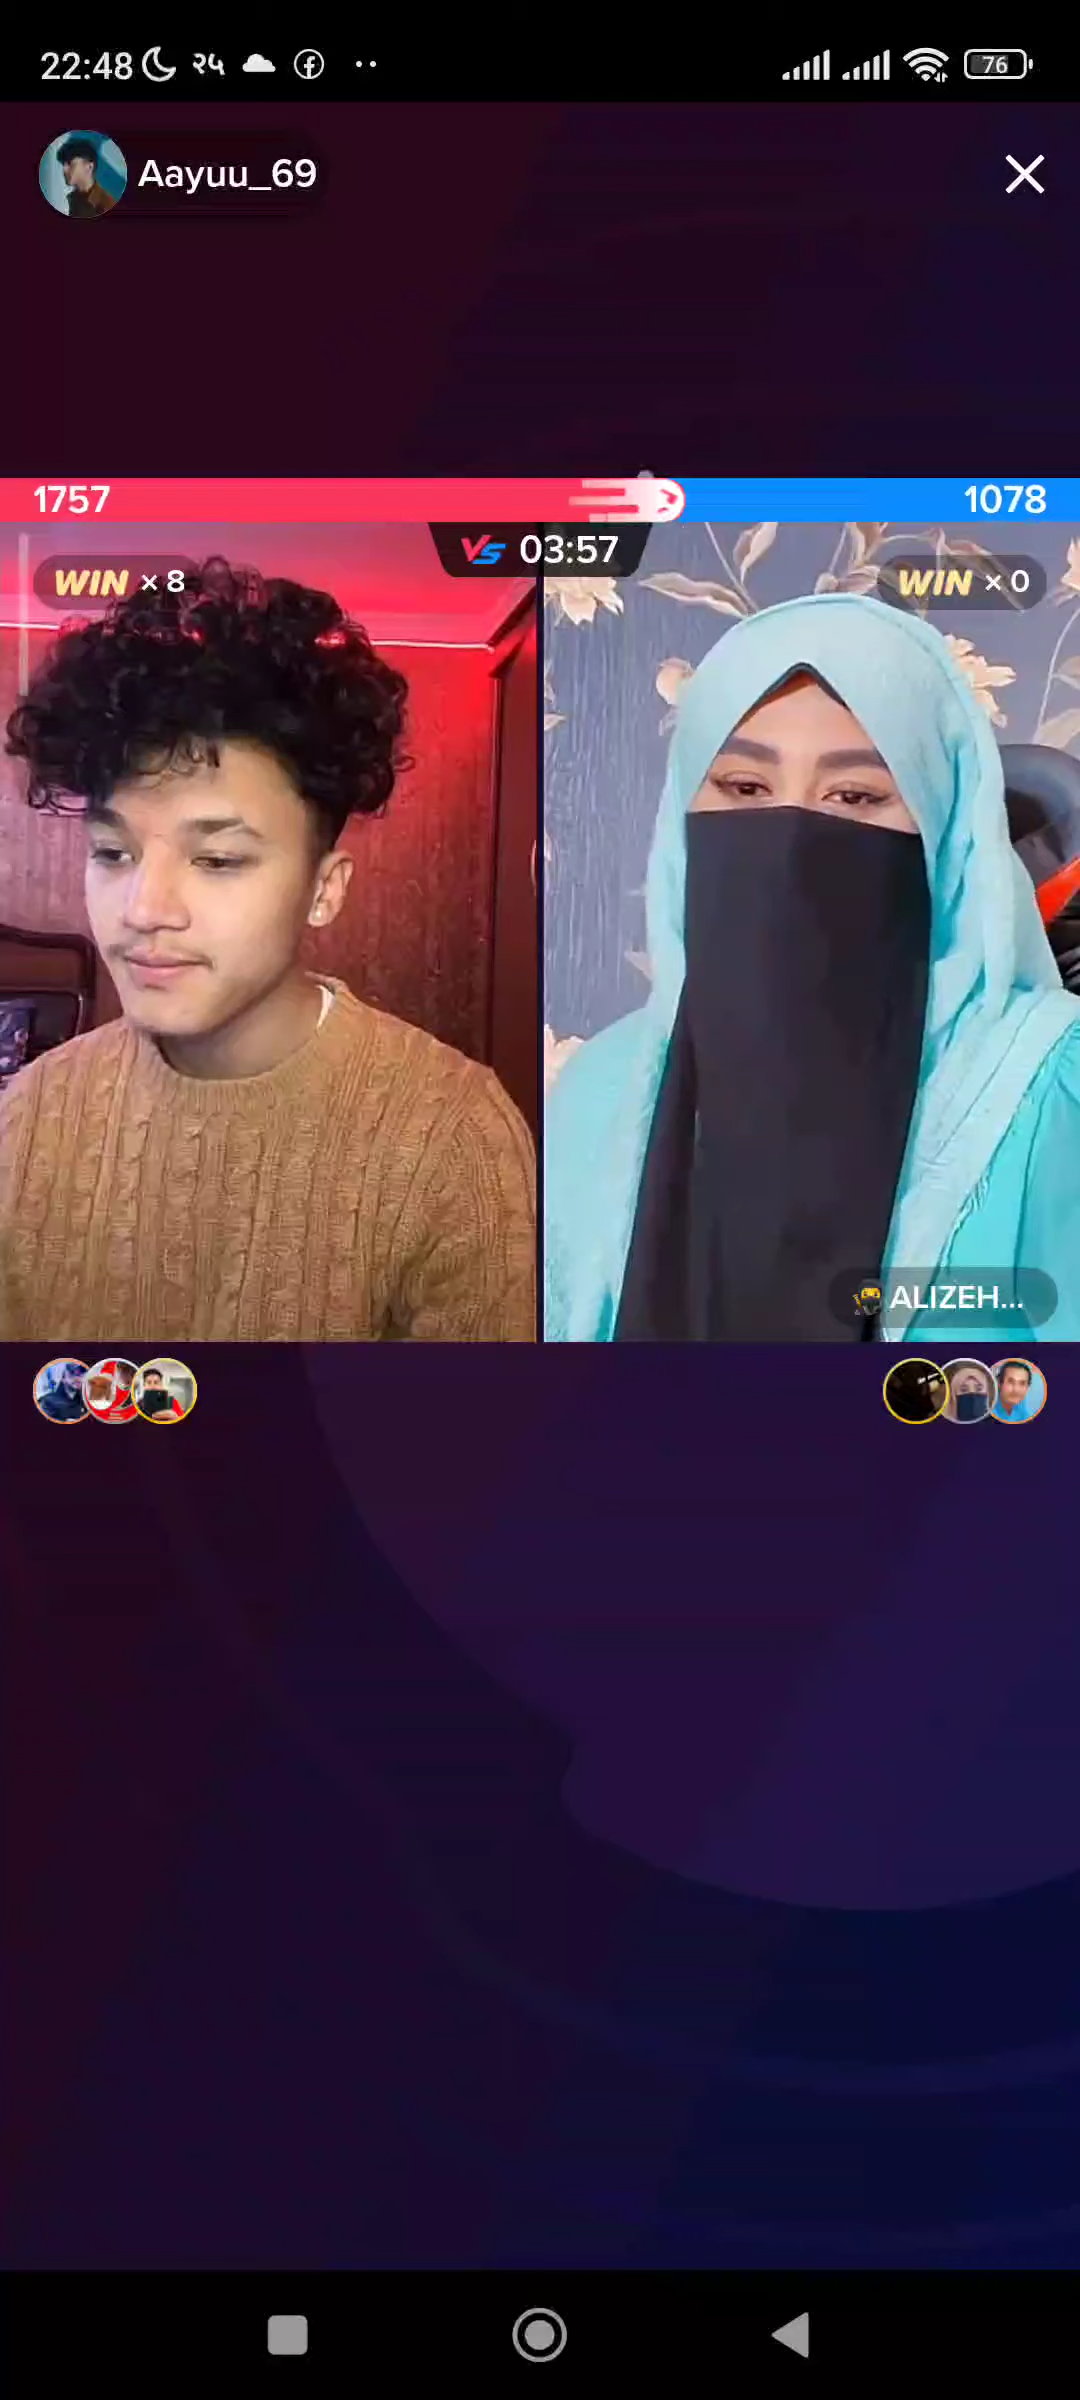 22:48 २५ 76
Aayuu_69
1757 1078
VS 03:57
WIN × 8 WIN × 0
ALIZEH...